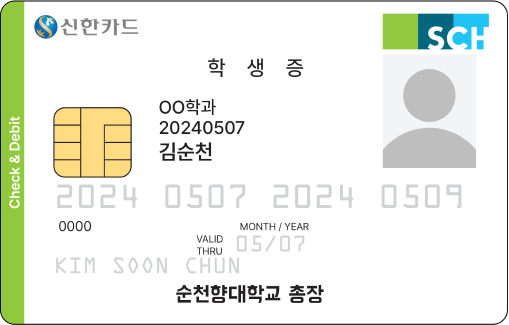 신한카드
SCH
학 생 증
Check & Debit
OO학과
20240507
김순천
2024 0507 2024 0509
0000
MONTH / YEAR
VALID THRU 05/07
KIM SOON CHUN
순천향대학교 총장